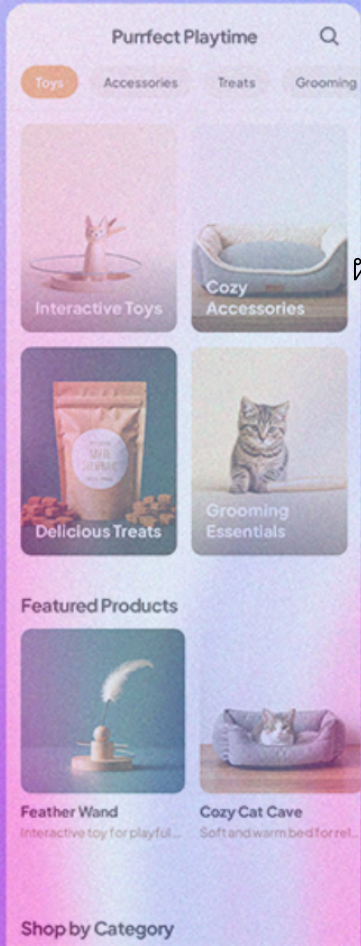 Purrfect Playtime
Toys
Accessories
Treats
Grooming
Interactive Toys
Cozy
Accessories
Delicious Treats
Grooming
Essentials
Featured Products
Feather Wand
Cozy Cat Cave
Interactive toy for playful...
Soft and warm bed for rel...
Shop by Category